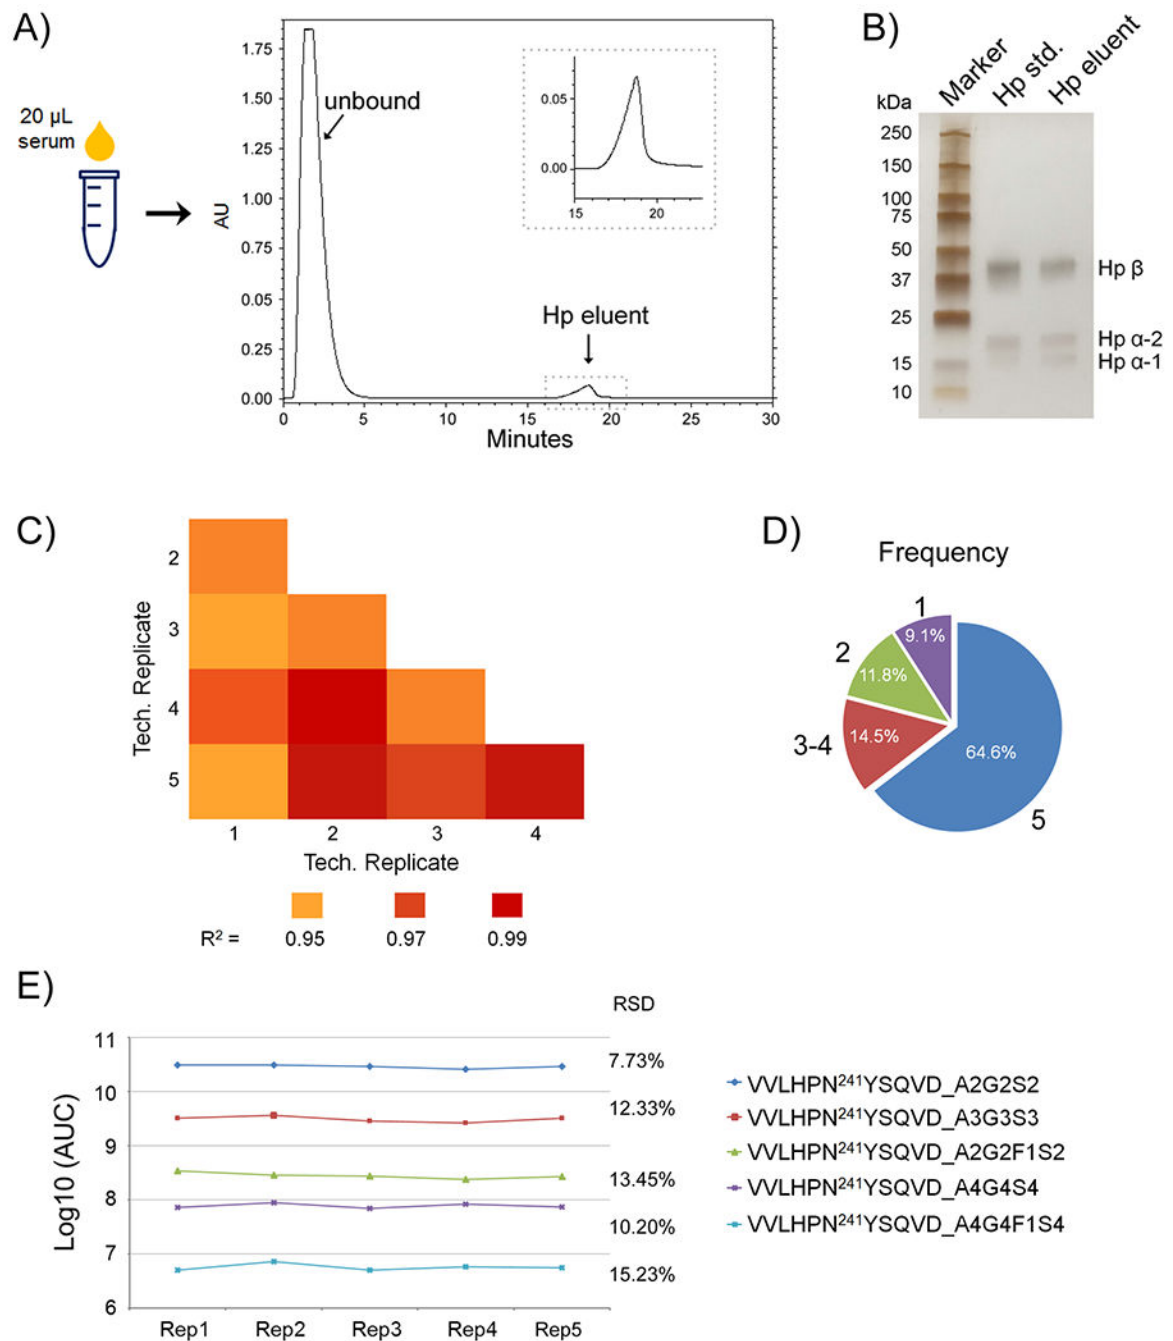 A)
20 µL
serum
AU
1.75
1.50
1.25
1.00
0.75
0.05
0.25
0.00
unbound
0.05
0.00
15 20
Hp eluent
0 5 10 15 20 25 30
Minutes
B)
kDa
Marker
Hp std.
Hp eluent
250
150
100
75
50
37
25
15
10
Hp β
Hp α-2
Hp α-1
C)
Tech. Replicate
2
3
4
5
1 2 3 4
Tech. Replicate
R² = 0.95 0.97 0.99
D)
Frequency
1
9.1%
2
11.8%
3-4
14.5%
64.6%
5
E)
RSD
Log10 (AUC)
11
10
9
8
7
6
7.73%
12.33%
13.45%
10.20%
15.23%
Rep1 Rep2 Rep3 Rep4 Rep5
VVLHPN²⁴¹YSQVD_A2G2S2
VVLHPN²⁴¹YSQVD_A3G3S3
VVLHPN²⁴¹YSQVD_A2G2F1S2
VVLHPN²⁴¹YSQVD_A4G4S4
VVLHPN²⁴¹YSQVD_A4G4F1S4